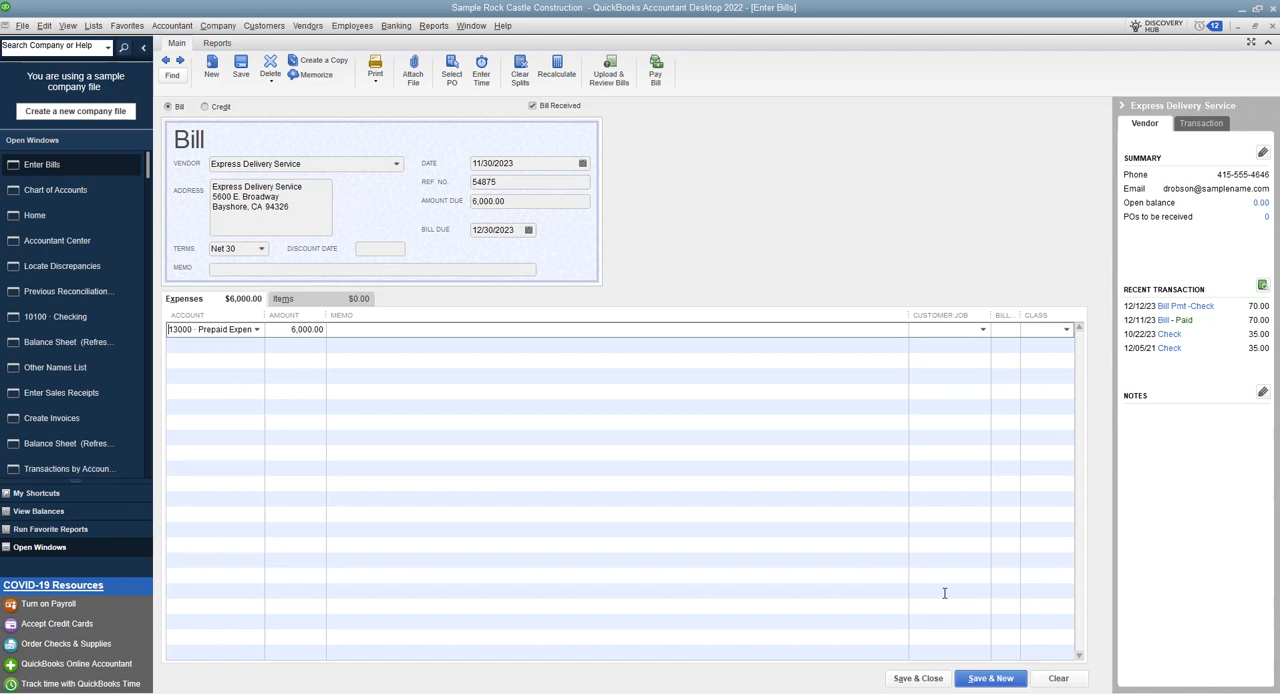 Sample Rock Castle Construction - QuickBooks Accountant Desktop 2022 - [Enter Bills]
File Edit View Lists Favorites Accountant Company Customers Vendors Employees Banking Reports Window Help
DISCOVERY HUB 12
Search Company or Help
Main Reports
You are using a sample
company file
Create a new company file
Find New Save Delete Create a Copy
Memorize
Print Attach File Select PO Enter Time Clear Splits Recalculate Upload & Review Bills Pay Bill
Open Windows
Enter Bills
Chart of Accounts
Home
Accountant Center
Locate Discrepancies
Previous Reconciliation...
10100 · Checking
Balance Sheet (Refres...
Other Names List
Enter Sales Receipts
Create Invoices
Balance Sheet (Refres...
Transactions by Accoun...
My Shortcuts
View Balances
Run Favorite Reports
Open Windows
COVID-19 Resources
Turn on Payroll
Accept Credit Cards
Order Checks & Supplies
QuickBooks Online Accountant
Track time with QuickBooks Time
Bill Credit Bill Received
Bill
VENDOR Express Delivery Service DATE 11/30/2023
ADDRESS Express Delivery Service
5600 E. Broadway
Bayshore, CA 94326
REF. NO. 54875
AMOUNT DUE 6,000.00
BILL DUE 12/30/2023
TERMS Net 30 DISCOUNT DATE
MEMO
Expenses $6,000.00 Items $0.00
ACCOUNT AMOUNT MEMO CUSTOMER:JOB BILL... CLASS
13000 · Prepaid Expen 6,000.00
Save & Close Save & New Clear
Express Delivery Service
Vendor Transaction
SUMMARY
Phone 415-555-4646
Email drobson@samplename.com
Open balance 0.00
POs to be received 0
RECENT TRANSACTION
12/12/23 Bill Pmt -Check 70.00
12/11/23 Bill - Paid 70.00
10/22/23 Check 35.00
12/05/21 Check 35.00
NOTES